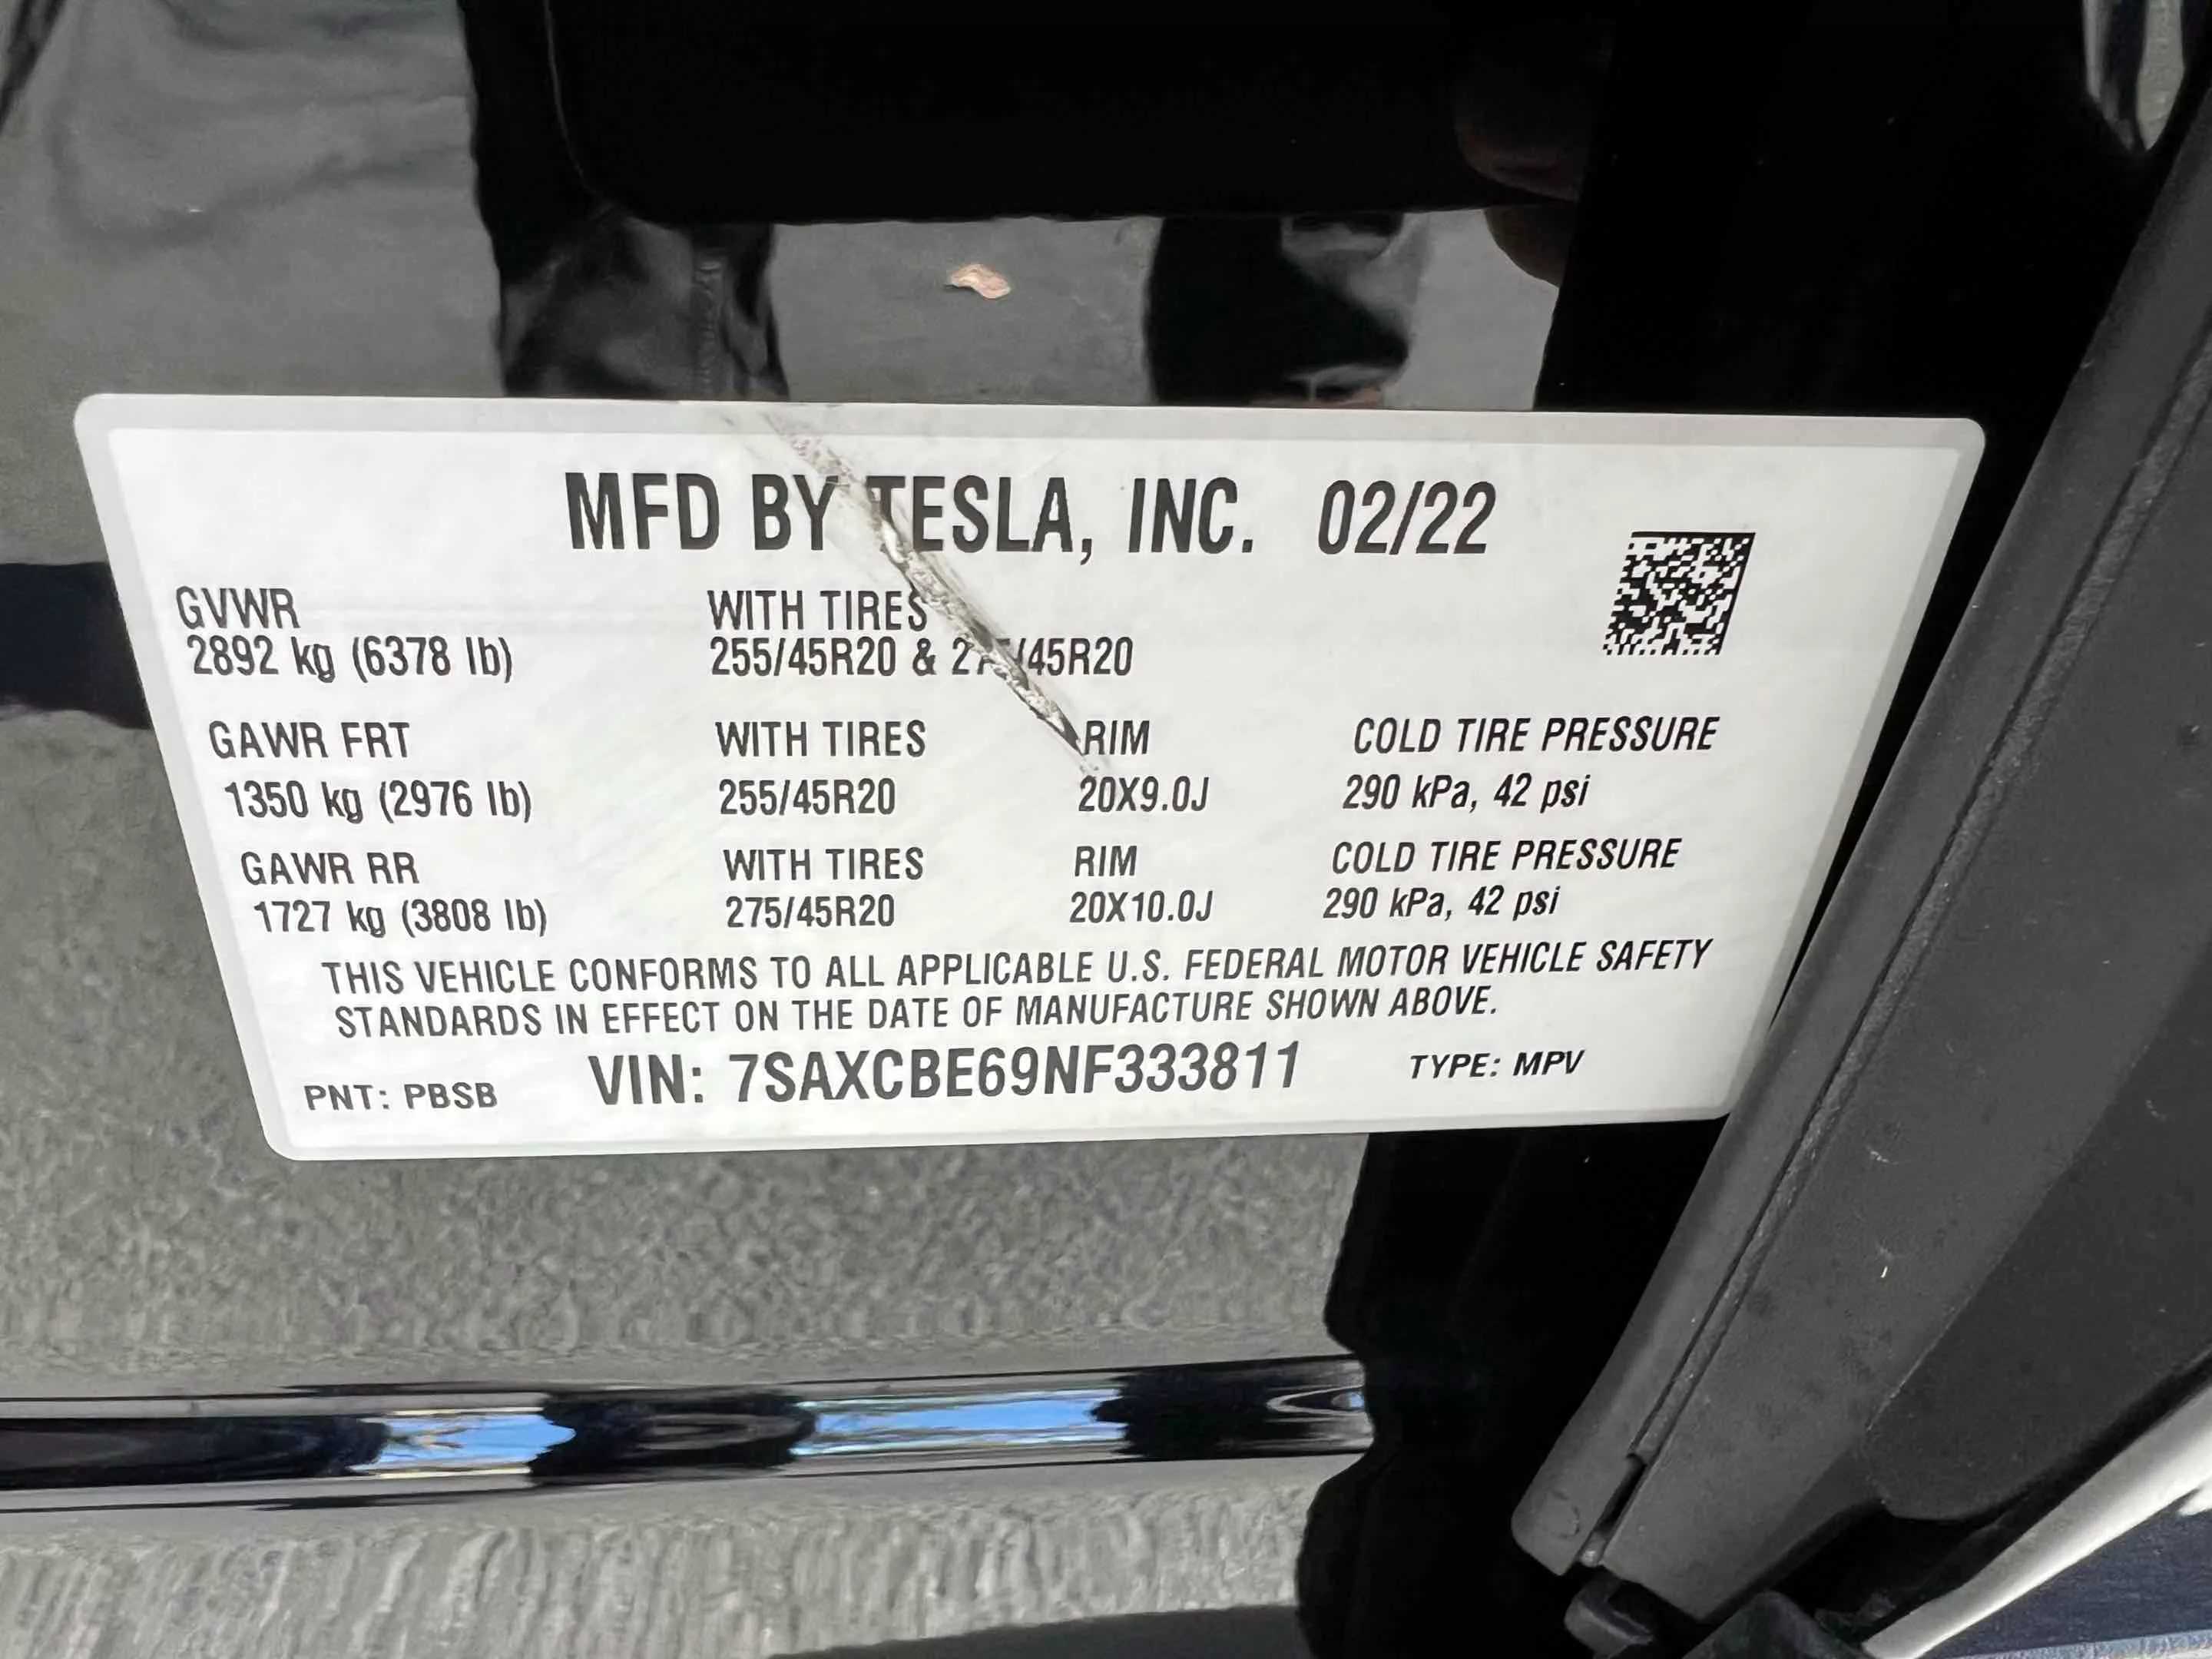 MFD BY TESLA, INC. 02/22
GVWR WITH TIRES
2892 kg (6378 lb) 255/45R20 & 275/45R20
GAWR FRT WITH TIRES RIM COLD TIRE PRESSURE
1350 kg (2976 lb) 255/45R20 20X9.0J 290 kPa, 42 psi
GAWR RR WITH TIRES RIM COLD TIRE PRESSURE
1727 kg (3808 lb) 275/45R20 20X10.0J 290 kPa, 42 psi
THIS VEHICLE CONFORMS TO ALL APPLICABLE U.S. FEDERAL MOTOR VEHICLE SAFETY
STANDARDS IN EFFECT ON THE DATE OF MANUFACTURE SHOWN ABOVE.
PNT: PBSB VIN: 7SAXCBE69NF333811 TYPE: MPV